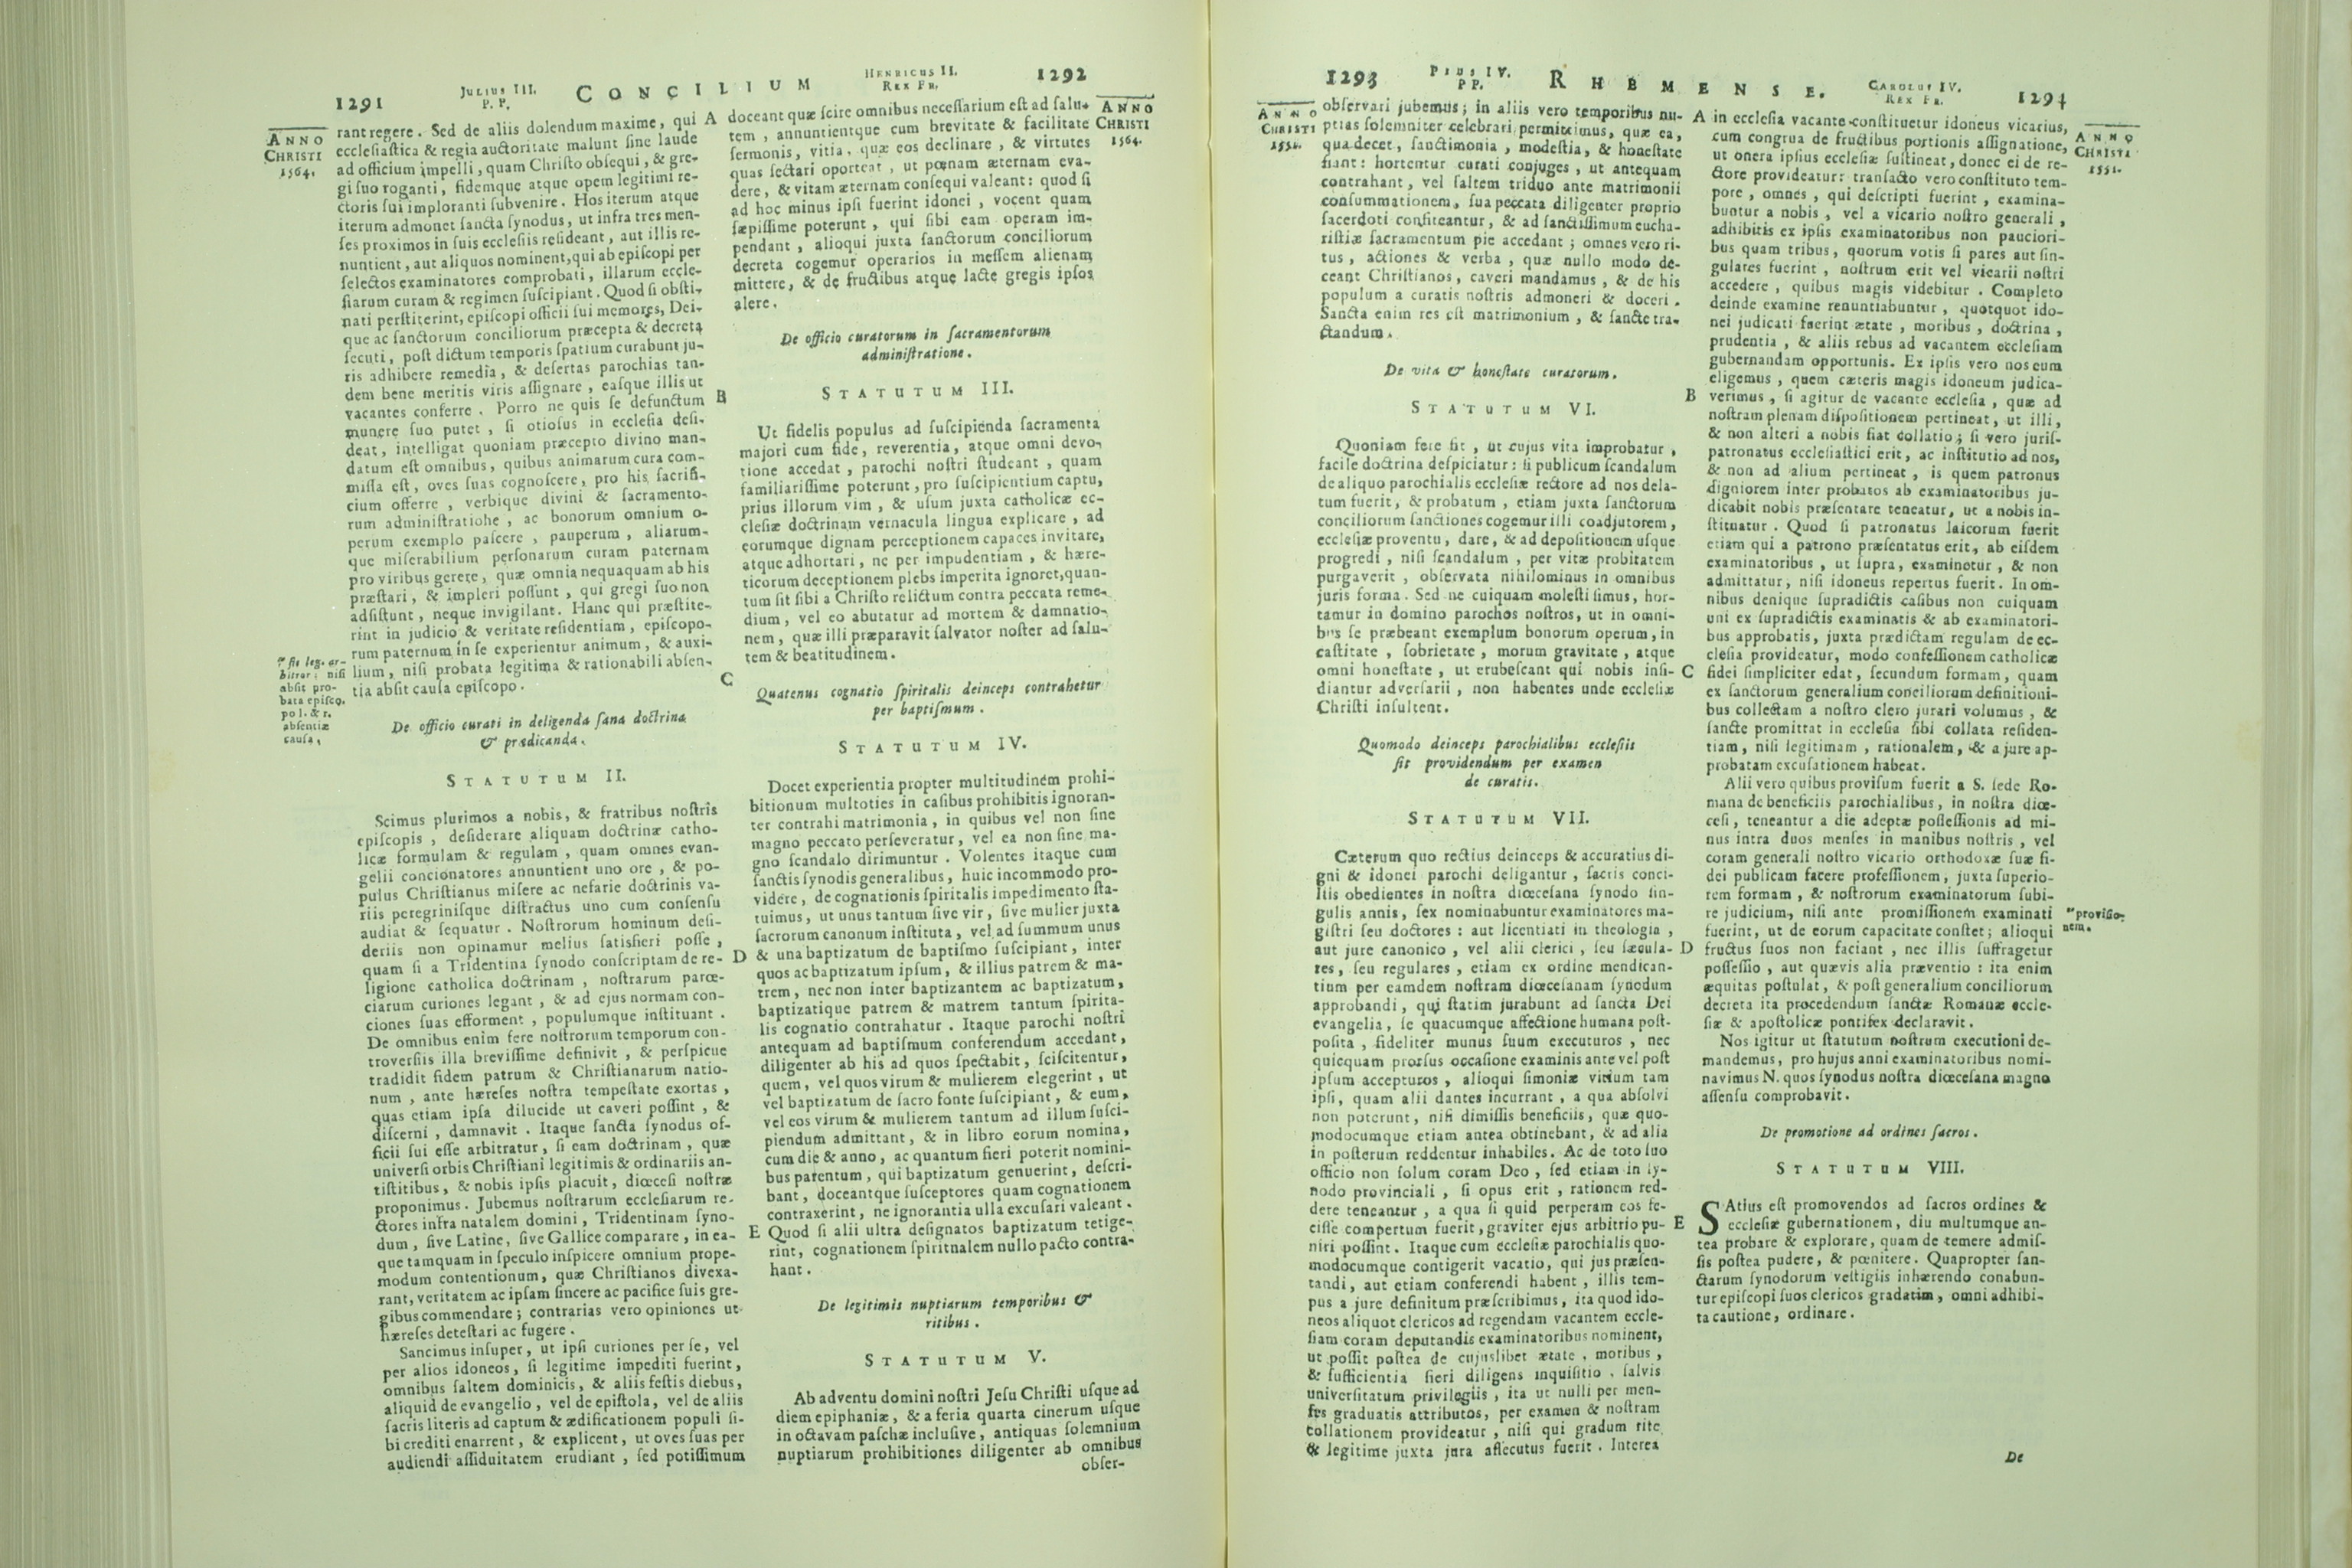 1291
JULIUS III.
P. P.
CONCILIUM
HENRICUS II.
REX FR.
1292
ANNO
CHRISTI
1564.
rant regere. Sed de aliis dolendum maxime, qui
ecclesiastica & regia auctoritate malunt sine laude
ad officium impelli, quam Christo obsequi, & gre-
gi suo roganti, fidemque atque opem legitimi re-
ctoris sui imploranti subvenire. Hos iterum atque
iterum admonet sancta synodus, ut infra tres men-
ses proximos in suis ecclesiis resideant, aut illis re-
nuntient, aut aliquos nominent, qui ab episcopi per
selectos examinatores comprobati, illarum eccle-
siarum curam & regimen suscipiant. Quod si obsti-
nati perstiterint, episcopi officii sui memores, Dei-
que ac sanctorum conciliorum præcepta & decreta
secuti, post dictum temporis spatium curabunt ju-
ris adhibere remedia, & desertas parochias tan-
dem bene meritis viris assignare, easque illis ut
vacantes conferre. Porro ne quis se defunctum
munere suo putet, si otiosus in ecclesia desi-
deat, intelligat quoniam præcepto divino man-
datum est omnibus, quibus animarum cura com-
missa est, oves suas cognoscere, pro his sacrifi-
cium offerre, verbique divini & sacramento-
rum administratiohe, ac bonorum omnium o-
perum exemplo pascere, pauperum, aliarum-
que miserabilium personarum curam paternam
pro viribus gerere, quæ omnia nequaquam ab his
præstari, & impleri possunt, qui gregi suo non
adsistunt, neque invigilant. Hanc qui præstite-
rint in judicio & veritate residentiam, episcopo-
rum paternum in se experientur animum, & auxi-
lium, nisi probata legitima & rationabili absen-
tia absit causa episcopo.
" sic leg. ar-
bitror: nisi
absit pro-
bata episco-
po l. & r.
absentiæ
causa,
De officio curati in deligenda sana doctrina
& prædicanda.
STATUTUM II.
Scimus plurimos a nobis, & fratribus nostris
episcopis, desiderare aliquam doctrinæ catho-
licæ formulam & regulam, quam omnes evan-
gelii concionatores annuntient uno ore, & po-
pulus Christianus misere ac nefarie doctrinis va-
riis peregrinisque distractus uno cum consensu
audiat & sequatur. Nostrorum hominum desi-
deriis non opinamur melius satisfieri posse,
quam si a Tridentina synodo conscriptam de re-
ligione catholica doctrinam, nostrarum parœ-
ciarum curiones legant, & ad ejus normam con-
ciones suas efforment, populumque instituant.
De omnibus enim fere nostrorum temporum con-
troversiis illa brevissime definivit, & perspicue
tradidit fidem patrum & Christianarum natio-
num, ante hæreses nostra tempestate exortas,
quas etiam ipsa dilucide ut caveri possint, &
discerni, damnavit. Itaque sancta synodus of-
ficii sui esse arbitratur, si eam doctrinam, quæ
universi orbis Christiani legitimis & ordinariis an-
tistitibus, & nobis ipsis placuit, diœcesi nostræ
proponimus. Jubemus nostrarum ecclesiarum re-
ctores infra natalem domini, Tridentinam syno-
dum, sive Latine, sive Gallice comparare, in ea-
que tamquam in speculo inspicere omnium prope-
modum contentionum, quæ Christianos divexa-
rant, veritatem ac ipsam sincere ac pacifice suis gre-
gibus commendare; contrarias vero opiniones ut
hæreses detestari ac fugere.
Sancimus insuper, ut ipsi curiones per se, vel
per alios idoneos, si legitime impediti fuerint,
omnibus saltem dominicis, & aliis festis diebus,
aliquid de evangelio, vel de epistola, vel de aliis
sacris literis ad captum & ædificationem populi si-
bi crediti enarrent, & explicent, ut oves suas per
audiendi assiduitatem erudiant, sed potissimum
A
B
C
D
E
ANNO
CHRISTI
1564.
doceant quæ scire omnibus necessarium est ad salu-
tem, annuntientque cum brevitate & facilitate
sermonis, vitia, quæ eos declinare, & virtutes
quas sectari oporteat, ut pœnam æternam eva-
dere, & vitam æternam consequi valeant: quod si
ad hoc minus ipsi fuerint idonei, vocent quam
sæpissime poterunt, qui sibi eam operam im-
pendant, alioqui juxta sanctorum conciliorum
decreta cogemur operarios in messem alienam
mittere, & de fructibus atque lacte gregis ipsos
alere.
De officio curatorum in sacramentorum
administratione.
STATUTUM III.
Ut fidelis populus ad suscipienda sacramenta
majori cum fide, reverentia, atque omni devo-
tione accedat, parochi nostri studeant, quam
familiarissime poterunt, pro suscipientium captu,
prius illorum vim, & usum juxta catholicæ ec-
clesiæ doctrinam vernacula lingua explicare, ad
eorumque dignam perceptionem capaces invitare,
atque adhortari, ne per impudentiam, & hære-
ticorum deceptionem plebs imperita ignoret, quan-
tum sit sibi a Christo relictum contra peccata reme-
dium, vel eo abutatur ad mortem & damnatio-
nem, quæ illi præparavit salvator noster ad salu-
tem & beatitudinem.
Quatenus cognatio spiritalis deinceps contrahetur
per baptismum.
STATUTUM IV.
Docet experientia propter multitudinem prohi-
bitionum multoties in casibus prohibitis ignoran-
ter contrahi matrimonia, in quibus vel non sine
magno peccato perseveratur, vel ea non sine ma-
gno scandalo dirimuntur. Volentes itaque cum
sanctis synodis generalibus, huic incommodo pro-
videre, de cognationis spiritalis impedimento sta-
tuimus, ut unus tantum sive vir, sive mulier juxta
sacrorum canonum instituta, vel ad summum unus
& una baptizatum de baptismo suscipiant, inter
quos ac baptizatum ipsum, & illius patrem & ma-
trem, nec non inter baptizantem ac baptizatum,
baptizatique patrem & matrem tantum spirita-
lis cognatio contrahatur. Itaque parochi nostri
antequam ad baptismum conferendum accedant,
diligenter ab his ad quos spectabit, sciscitentur,
quem, vel quos virum & mulierem elegerint, ut
vel baptizatum de sacro fonte suscipiant, & eum,
vel eos virum & mulierem tantum ad illum susci-
piendum admittant, & in libro eorum nomina,
cum die & anno, ac quantum fieri poterit nomini-
bus parentum, qui baptizatum genuerint, descri-
bant, doceantque susceptores quam cognationem
contraxerint, ne ignorantia ulla excusari valeant.
Quod si alii ultra designatos baptizatum tetige-
rint, cognationem spiritnalem nullo pacto contra-
hant.
De legitimis nuptiarum temporibus &
ritibus.
STATUTUM V.
Ab adventu domini nostri Jesu Christi usque ad
diem epiphaniæ, & a feria quarta cinerum usque
in octavam paschæ inclusive, antiquas solemnium
nuptiarum prohibitiones diligenter ab omnibus
obser-
1293
PIUS IV.
PP.
RHEMENSE.
CAROLUS IV.
REX FR.
1294
ANNO
CHRISTI
observari jubemus; in aliis vero temporibus nu-
ptias solemniter celebrari permittimus, quæ ea,
qua decet, sanctimonia, modestia, & honestate
fiant: hortentur curati conjuges, ut antequam
contrahant, vel saltem triduo ante matrimonii
consummationem, sua peccata diligenter proprio
sacerdoti confiteantur, & ad sanctissimum eucha-
ristiæ sacramentum pie accedant; omnes vero ri-
tus, actiones & verba, quæ nullo modo de-
ceant Christianos, caveri mandamus, & de his
populum a curatis nostris admoneri & doceri.
Sancta enim res est matrimonium, & sancte tra-
ctandum.
De vita & honestate curatorum.
STATUTUM VI.
Quoniam fere fit, ut cujus vita improbatur,
facile doctrina despiciatur: si publicum scandalum
de aliquo parochialis ecclesiæ rectore ad nos dela-
tum fuerit, & probatum, etiam juxta sanctorum
conciliorum sanctiones cogemur illi coadjutorem,
ecclesiæ proventu, dare, & ad depositionem usque
progredi, nisi scandalum, per vitæ probitatem
purgaverit, observata nihilominus in omnibus
juris forma. Sed ne cuiquam molesti simus, hor-
tamur in domino parochos nostros, ut in omni-
bus se præbeant exemplum bonorum operum, in
castitate, sobrietate, morum gravitate, atque
omni honestate, ut erubescant qui nobis insi-
diantur adversarii, non habentes unde ecclesiæ
Christi insultent.
Quomodo deinceps parochialibus ecclesiis
sit providendum per examen
de curatis.
STATUTUM VII.
Cæterum quo rectius deinceps & accuratius di-
gni & idonei parochi deligantur, sacris conci-
liis obedientes in nostra diœcesana synodo sin-
gulis annis, sex nominabuntur examinatores ma-
gistri seu doctores: aut licentiati in theologia,
aut jure canonico, vel alii clerici, seu sæcula-
res, seu regulares, etiam ex ordine mendican-
tium per eamdem nostram diœcesanam synodum
approbandi, qui statim jurabunt ad sancta Dei
evangelia, se quacumque affectione humana post-
posita, fideliter munus suum executuros, nec
quicquam prorsus occasione examinis ante vel post
ipsum accepturos, alioqui simoniæ vitium tam
ipsi, quam alii dantes incurrant, a qua absolvi
non poterunt, nisi dimissis beneficiis, quæ quo-
modocumque etiam antea obtinebant, & ad alia
in posterum reddentur inhabiles. Ac de toto suo
officio non solum coram Deo, sed etiam in sy-
nodo provinciali, si opus erit, rationem red-
dere teneantur, a qua si quid perperam eos fe-
cisse compertum fuerit, graviter ejus arbitrio pu-
niri possint. Itaque cum ecclesiæ parochialis quo-
modocumque contigerit vacatio, qui jus præsen-
tandi, aut etiam conferendi habent, illis tem-
pus a jure definitum præscribimus, ita quod ido-
neos aliquot clericos ad regendam vacantem eccle-
siam coram deputandis examinatoribus nominent,
ut possit postea de cujuslibet ætate, moribus,
& sufficientia fieri diligens inquisitio, salvis
universitatum privilegiis, ita ut nulli per men-
ses graduatis attributos, per examen & nostram
collationem provideatur, nisi qui gradum rite
& legitime juxta jura assecutus fuerit. Interea
A
B
C
D
E
ANNO
CHRISTI
1551.
in ecclesia vacante constituetur idoneus vicarius,
cum congrua de fructibus portionis assignatione,
ut onera ipsius ecclesiæ sustineat, donec ei de re-
ctore provideatur: transacto vero constituto tem-
pore, omnes, qui descripti fuerint, examina-
buntur a nobis, vel a vicario nostro generali,
adhibitis ex ipsis examinatoribus non pauciori-
bus quam tribus, quorum votis si pares aut sin-
gulares fuerint, nostrum erit vel vicarii nostri
accedere, quibus magis videbitur. Completo
deinde examine renuntiabuntur, quotquot ido-
nei judicati fuerint ætate, moribus, doctrina,
prudentia, & aliis rebus ad vacantem ecclesiam
gubernandam opportunis. Ex ipsis vero nos eum
eligemus, quem cæteris magis idoneum judica-
verimus, si agitur de vacante ecclesia, quæ ad
nostram plenam dispositionem pertineat, ut illi,
& non alteri a nobis fiat collatio; si vero juris-
patronatus ecclesiastici erit, ac institutio ad nos,
& non ad alium pertineat, is quem patronus
digniorem inter probatos ab examinatoribus ju-
dicabit nobis præsentare teneatur, ut a nobis in-
stituatur. Quod si patronatus laicorum fuerit
etiam qui a patrono præsentatus erit, ab eisdem
examinatoribus, ut supra, examinetur, & non
admittatur, nisi idoneus repertus fuerit. In om-
nibus denique supradictis casibus non cuiquam
uni ex supradictis examinatis & ab examinatori-
bus approbatis, juxta prædictam regulam de ec-
clesia provideatur, modo confessionem catholicæ
fidei simpliciter edat, secundum formam, quam
ex sanctorum generalium conciliorum definitioni-
bus collectam a nostro clero jurari volumus, &
sancte promittat in ecclesia sibi collata residen-
tiam, nisi legitimam, rationalem, & a jure ap-
probatam excusationem habeat.
Alii vero quibus provisum fuerit a S. sede Ro-
mana de beneficiis parochialibus, in nostra diœ-
cesi, teneantur a die adeptæ possessionis ad mi-
nus intra duos menses in manibus nostris, vel
coram generali nostro vicario orthodoxæ suæ fi-
dei publicam facere professionem, juxta superio-
rem formam, & nostrorum examinatorum subi-
re judicium, nisi ante promissionem examinati
fuerint, ut de eorum capacitate constet; alioqui
fructus suos non faciant, nec illis suffragetur
possessio, aut quævis alia præventio: ita enim
æquitas postulat, & post generalium conciliorum
decreta ita procedendum sanctæ Romanæ eccle-
siæ & apostolicæ pontifex declaravit.
Nos igitur ut statutum nostrum executioni de-
mandemus, pro hujus anni examinatoribus nomi-
navimus N. quos synodus nostra diœcesana magno
assensu comprobavit.
" provisio-
nem.
De promotione ad ordines sacros.
STATUTUM VIII.
SAtius est promovendos ad sacros ordines &
ecclesiæ gubernationem, diu multumque an-
tea probare & explorare, quam de temere admis-
sis postea pudere, & pœnitere. Quapropter san-
ctarum synodorum vestigiis inhærendo conabun-
tur episcopi suos clericos gradatim, omni adhibi-
ta cautione, ordinare.
De